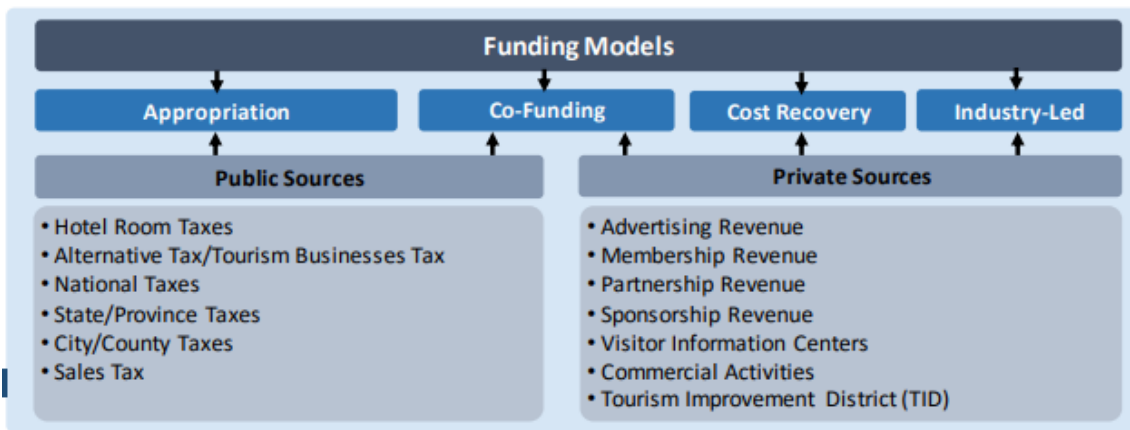 Funding Models
Appropriation
Co-Funding
Cost Recovery
Industry-Led
Public Sources
• Hotel Room Taxes
• Alternative Tax/Tourism Businesses Tax
• National Taxes
• State/Province Taxes
• City/County Taxes
• Sales Tax
Private Sources
• Advertising Revenue
• Membership Revenue
• Partnership Revenue
• Sponsorship Revenue
• Visitor Information Centers
• Commercial Activities
• Tourism Improvement District (TID)